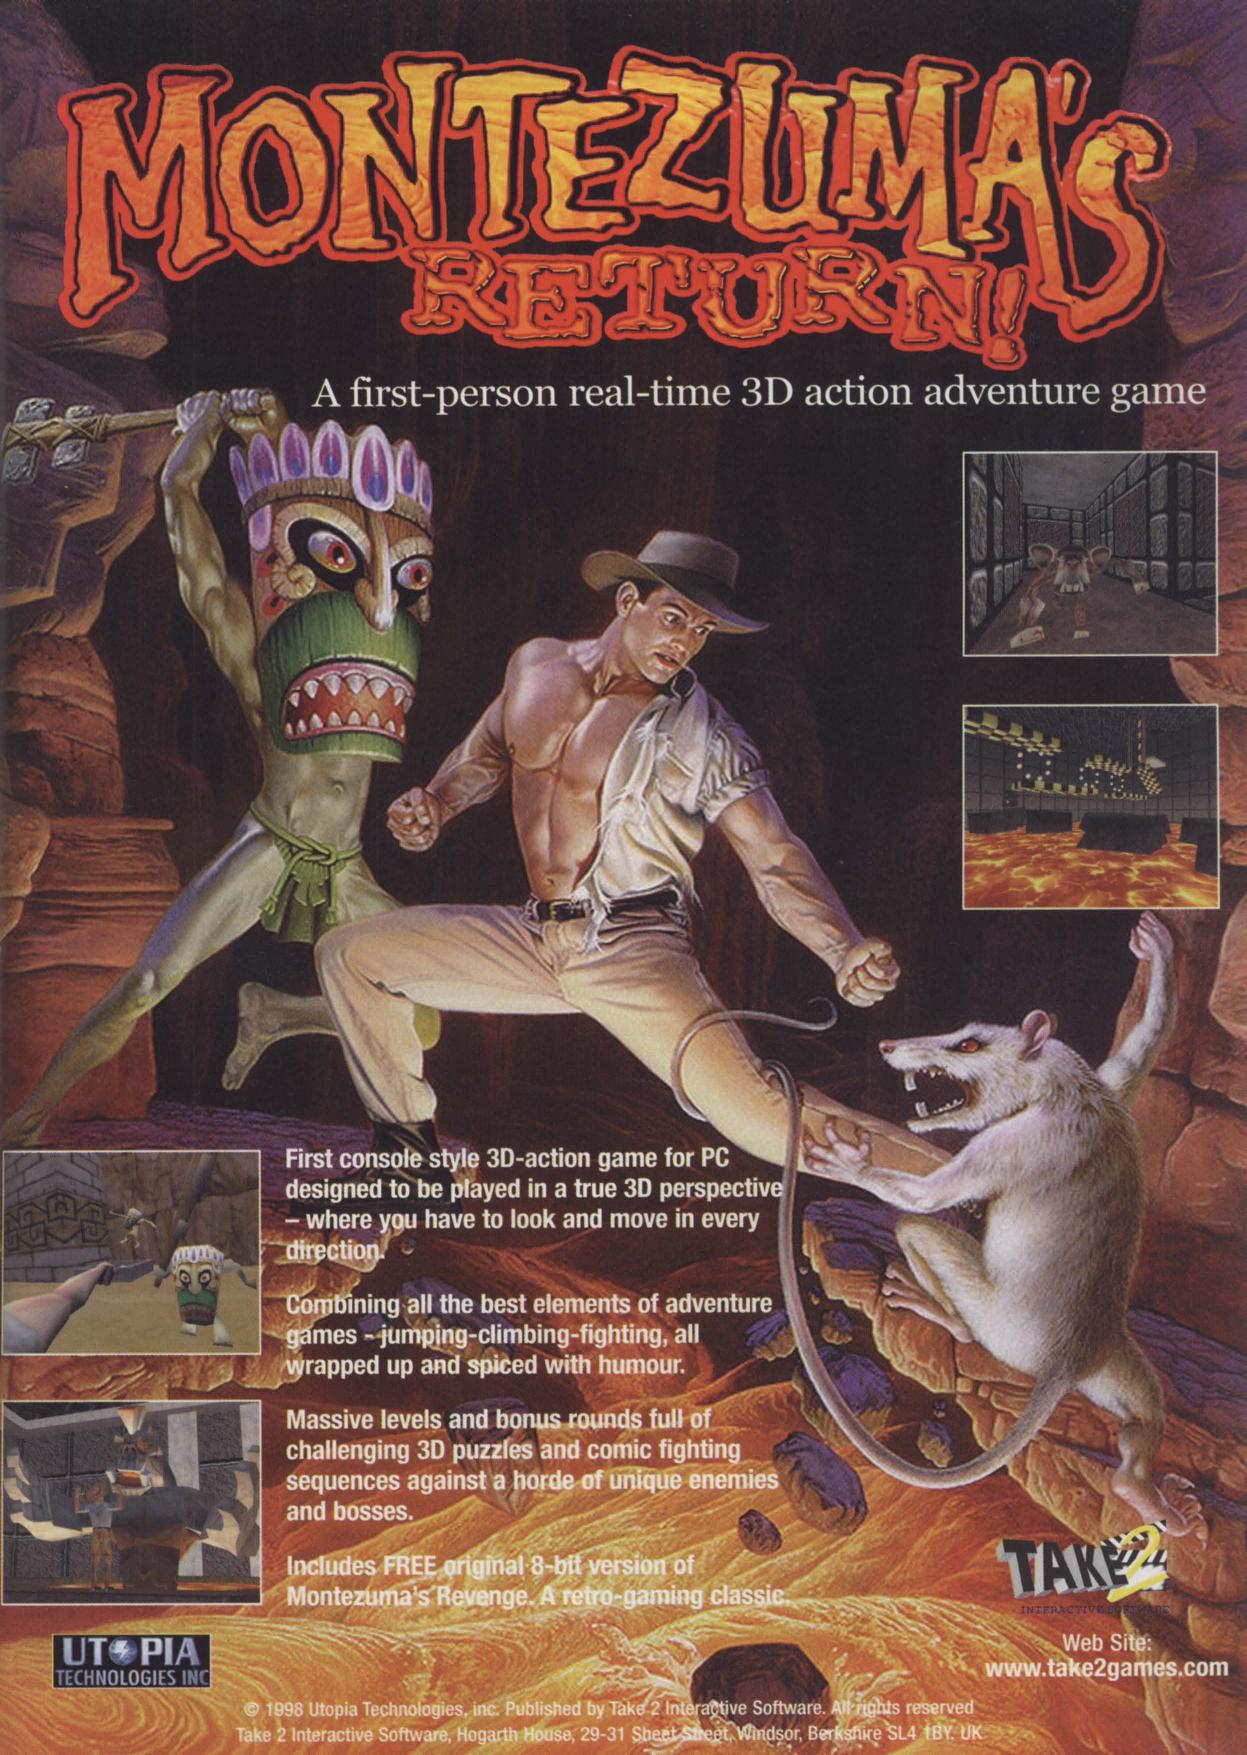 MONTEZUMA'S
RETURN!
A first-person real-time 3D action adventure game
First console style 3D-action game for PC
designed to be played in a true 3D perspective
– where you have to look and move in every
direction.
Combining all the best elements of adventure
games - jumping-climbing-fighting, all
wrapped up and spiced with humour.
Massive levels and bonus rounds full of
challenging 3D puzzles and comic fighting
sequences against a horde of unique enemies
and bosses.
Includes FREE original 8-bit version of
Montezuma's Revenge. A retro-gaming classic.
TAKE 2
INTERACTIVE SOFTWARE
UTOPIA
TECHNOLOGIES INC
Web Site:
www.take2games.com
© 1998 Utopia Technologies, inc. Published by Take 2 Interactive Software. All rights reserved
Take 2 Interactive Software, Hogarth House, 29-31 Sheet Street, Windsor, Berkshire SL4 1BY. UK